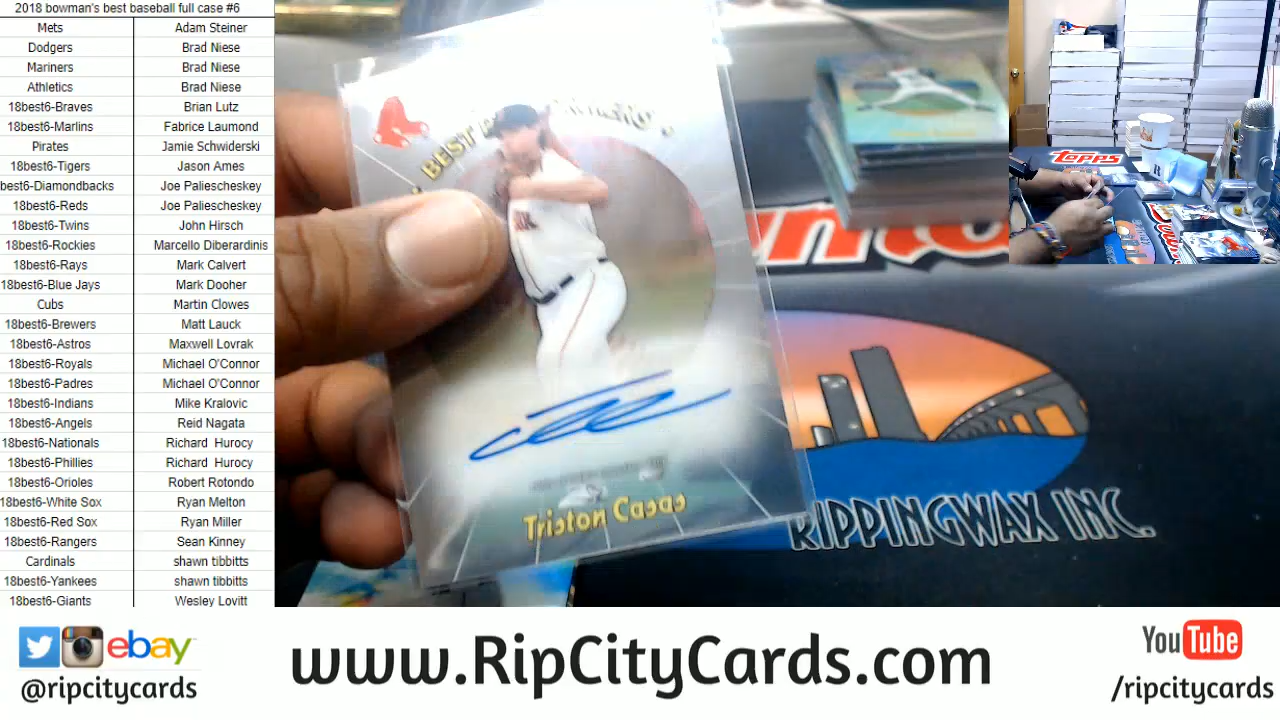 2018 bowman's best baseball full case #6
Mets Adam Steiner
Dodgers Brad Niese
Mariners Brad Niese
Athletics Brad Niese
18best6-Braves Brian Lutz
18best6-Marlins Fabrice Laumond
Pirates Jamie Schwiderski
18best6-Tigers Jason Ames
best6-Diamondbacks Joe Paliescheskey
18best6-Reds Joe Paliescheskey
18best6-Twins John Hirsch
18best6-Rockies Marcello Diberardinis
18best6-Rays Mark Calvert
18best6-Blue Jays Mark Dooher
Cubs Martin Clowes
18best6-Brewers Matt Lauck
18best6-Astros Maxwell Lovrak
18best6-Royals Michael O'Connor
18best6-Padres Michael O'Connor
18best6-Indians Mike Kralovic
18best6-Angels Reid Nagata
18best6-Nationals Richard Hurocy
18best6-Phillies Richard Hurocy
18best6-Orioles Robert Rotondo
18best6-White Sox Ryan Melton
18best6-Red Sox Ryan Miller
18best6-Rangers Sean Kinney
Cardinals shawn tibbitts
18best6-Yankees shawn tibbitts
18best6-Giants Wesley Lovitt
BEST
Triston Casas
topps
RIPPINGWAX INC.
ebay
@ripcitycards
www.RipCityCards.com
YouTube
/ripcitycards